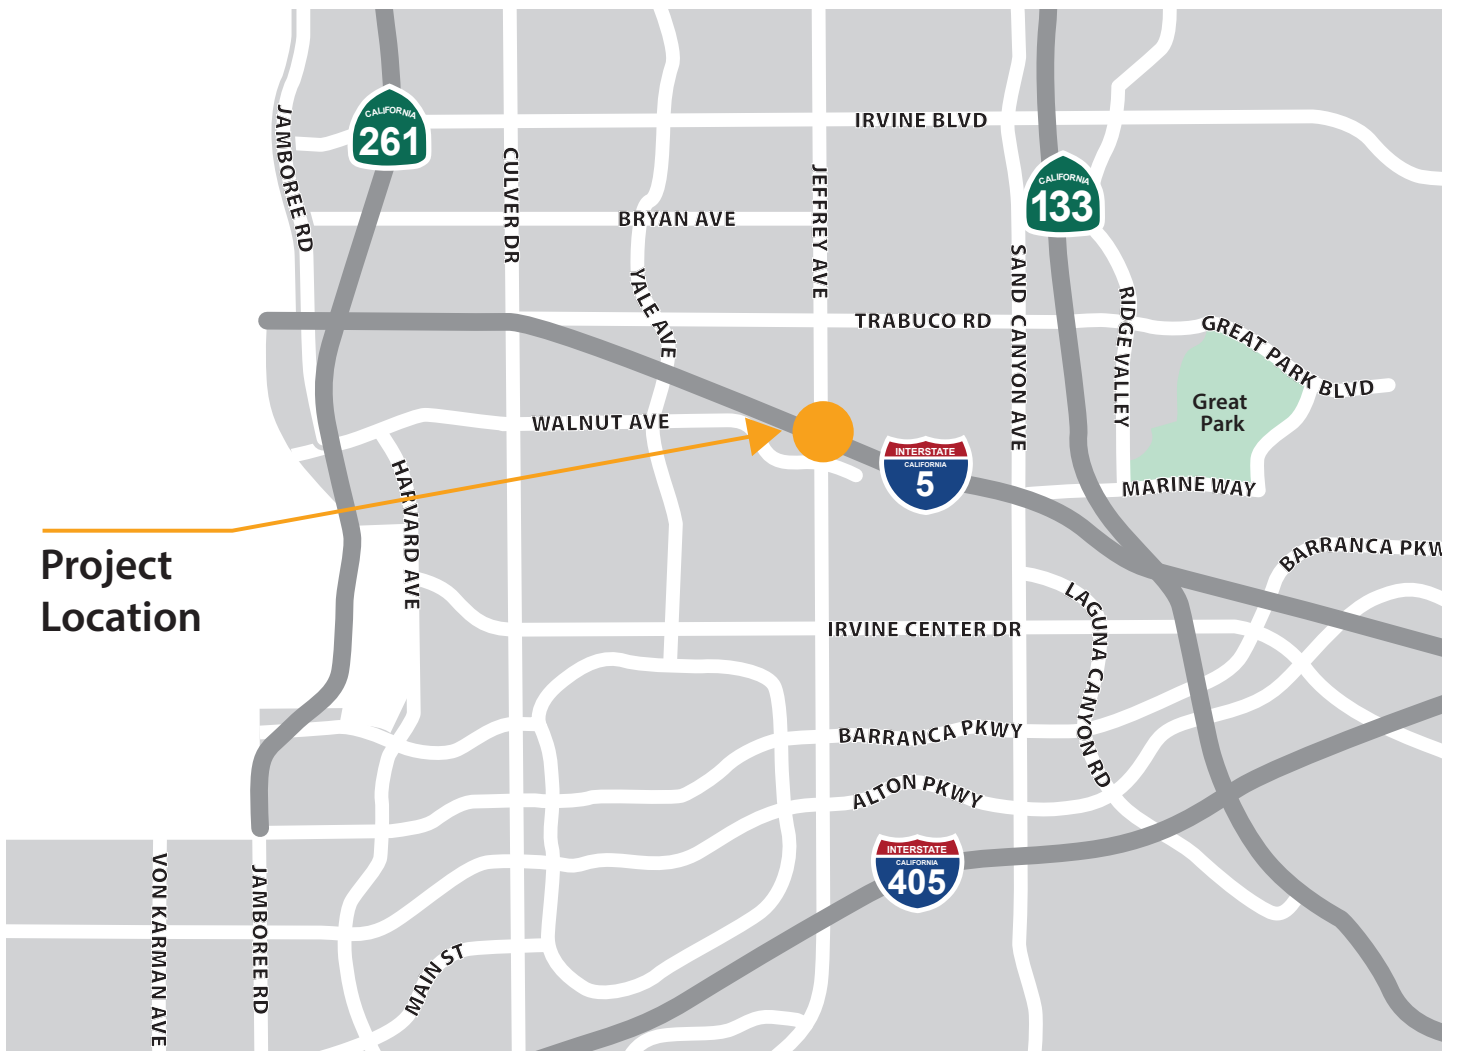 CALIFORNIA
261
JAMBOREE RD
CULVER DR
IRVINE BLVD
CALIFORNIA
133
JEFFREY AVE
BRYAN AVE
YALE AVE
SAND CANYON AVE
RIDGE VALLEY
TRABUCO RD
GREAT PARK BLVD
Great
Park
WALNUT AVE
INTERSTATE
CALIFORNIA
5
MARINE WAY
HARVARD AVE
Project
Location
BARRANCA PKW
LAGUNA CANYON RD
IRVINE CENTER DR
BARRANCA PKWY
ALTON PKWY
INTERSTATE
CALIFORNIA
405
VON KARMAN AVE
JAMBOREE RD
MAIN ST